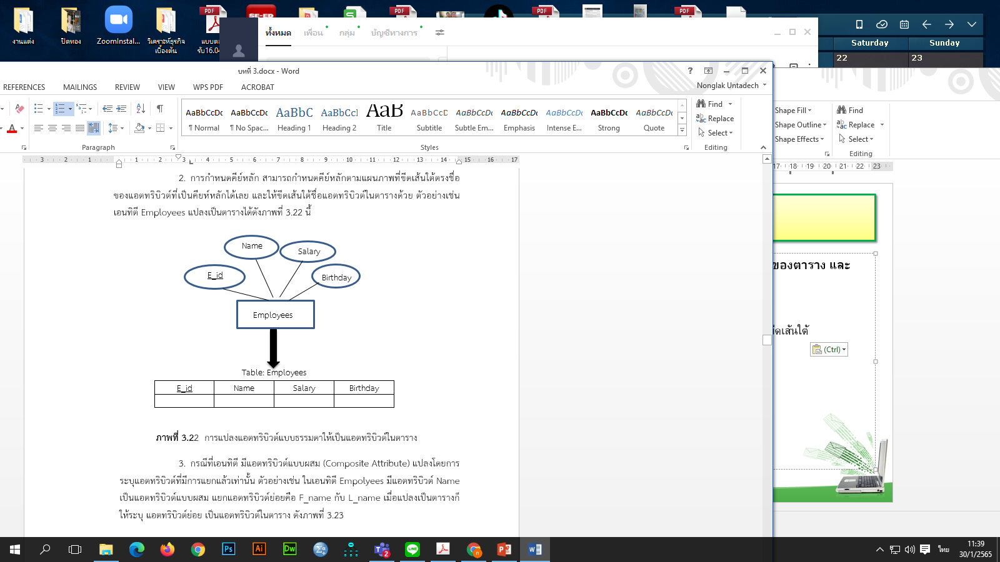 งานแต่ง
ปิดทอง
ZoomInstal...
วิเคราะห์ธุรกิจ
เบื้องต้น
PDF
PDF
PDF
PDF
SE-ED
ทั้งหมด
เพื่อน
กลุ่ม
บัญชีทางการ
Saturday
Sunday
22
23
บทที่ 3.docx - Word
Nonglak Untadech
REFERENCES
MAILINGS
REVIEW
VIEW
WPS PDF
ACROBAT
AaBbCcDc
AaBbCcDc
AaBbC
AaBbCcI
AaB
AaBbCcD
AaBbCcDc
AaBbCcDc
AaBbCcDc
AaBbCcDc
AaBbCcDc
¶ Normal
¶ No Spac...
Heading 1
Heading 2
Title
Subtitle
Subtle Em...
Emphasis
Intense E...
Strong
Quote
Find
Replace
Select
Paragraph
Styles
Editing
Shape Fill
Shape Outline
Shape Effects
Find
Replace
Select
Editing
3 2 1 1 2 3 4 5 6 7 8 9 10 11 12 13 14 15 16 17
17 18 19 20 21 22 23
2. การกำหนดคีย์หลัก สามารถกำหนดคีย์หลักตามแผนภาพที่ขีดเส้นใต้ตรงชื่อ
ของแอตทริบิวต์ที่เป็นคียห์หลักได้เลย และให้ขีดเส้นใต้ชื่อแอตทริบิวต์ในตารางด้วย ตัวอย่างเช่น
เอนทิตี Employees แปลงเป็นตารางได้ดังภาพที่ 3.22 นี้
Name
Salary
E_id
Birthday
Employees
Table: Employees
E_id Name Salary Birthday
ภาพที่ 3.22 การแปลงแอตทริบิวต์แบบธรรมดาให้เป็นแอตทริบิวต์ในตาราง
3. กรณีที่เอนทิตี มีแอตทริบิวต์แบบผสม (Composite Attribute) แปลงโดยการ
ระบุแอตทริบิวต์ที่มีการแยกแล้วเท่านั้น ตัวอย่างเช่น ในเอนทิตี Empolyees มีแอตทริบิวต์ Name
เป็นแอตทริบิวต์แบบผสม แยกแอตทริบิวต์ย่อยคือ F_name กับ L_name เมื่อแปลงเป็นตารางก็
ให้ระบุ แอตทริบิวต์ย่อย เป็นแอตทริบิวต์ในตาราง ดังภาพที่ 3.23
ของตาราง และ
ขีดเส้นใต้
(Ctrl)
Ps
Ai
Dw
2
LINE
n
ไทย
11:39
30/1/2565